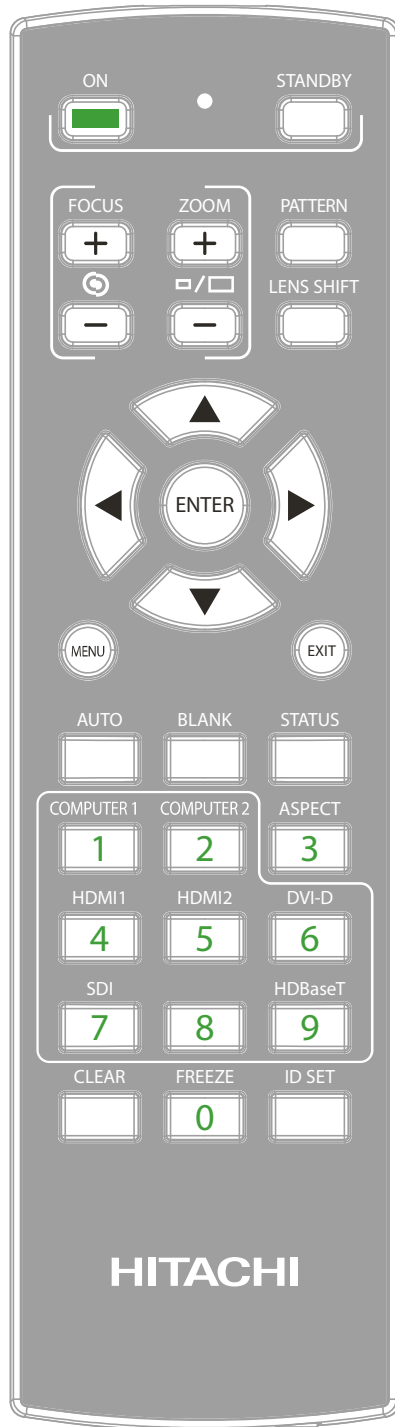 ON STANDBY
FOCUS ZOOM PATTERN
+ +
LENS SHIFT
− −
ENTER
MENU EXIT
AUTO BLANK STATUS
COMPUTER 1 COMPUTER 2 ASPECT
1 2 3
HDMI1 HDMI2 DVI-D
4 5 6
SDI HDBaseT
7 8 9
CLEAR FREEZE ID SET
0
HITACHI